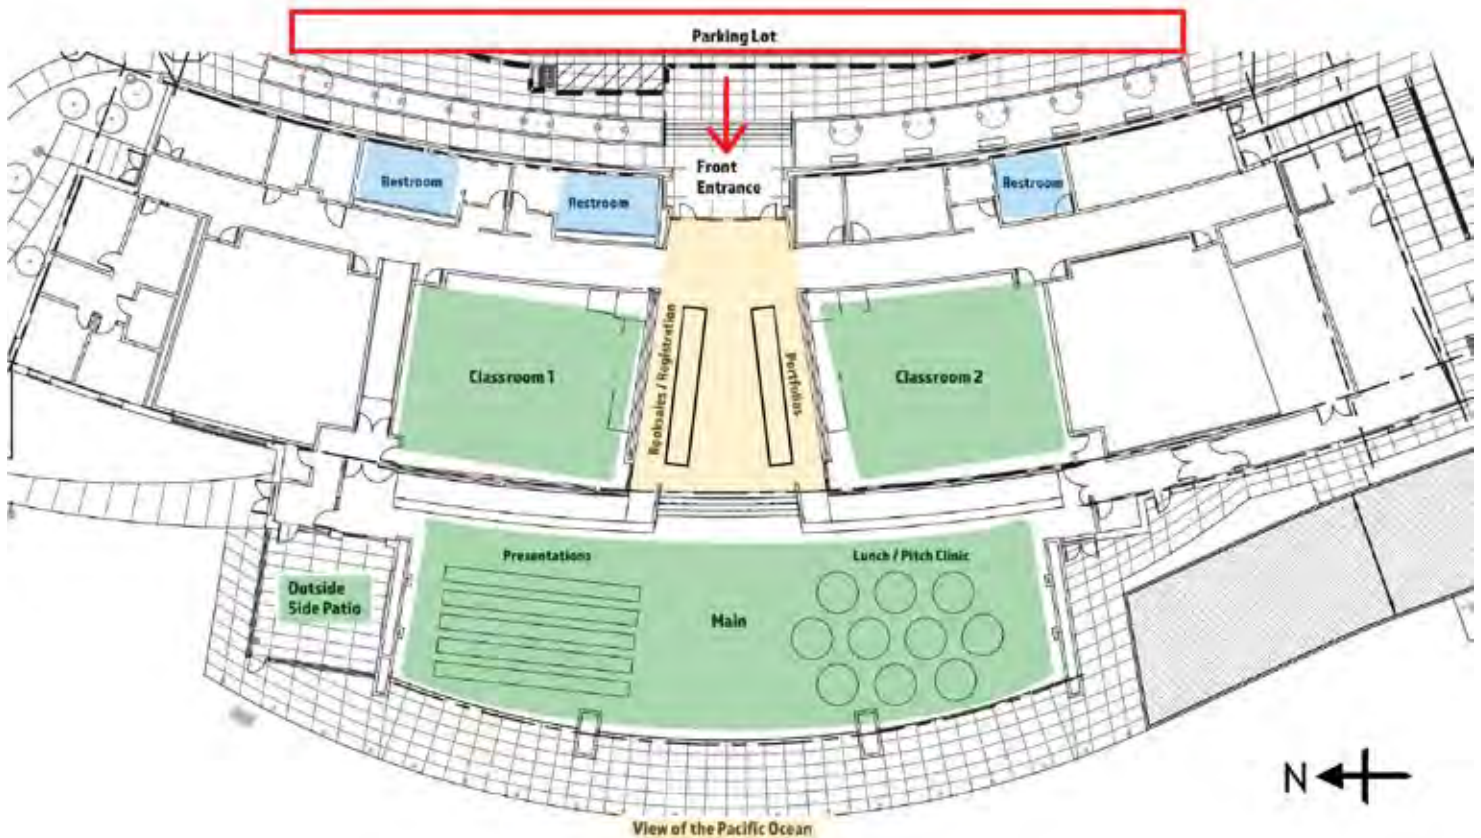 Parking Lot
Front
Entrance
Restroom
Restroom
Restroom
Classroom 1
Booksales / Registration
Portfolios
Classroom 2
Presentations
Lunch / Pitch Clinic
Outside
Side Patio
Main
N
View of the Pacific Ocean